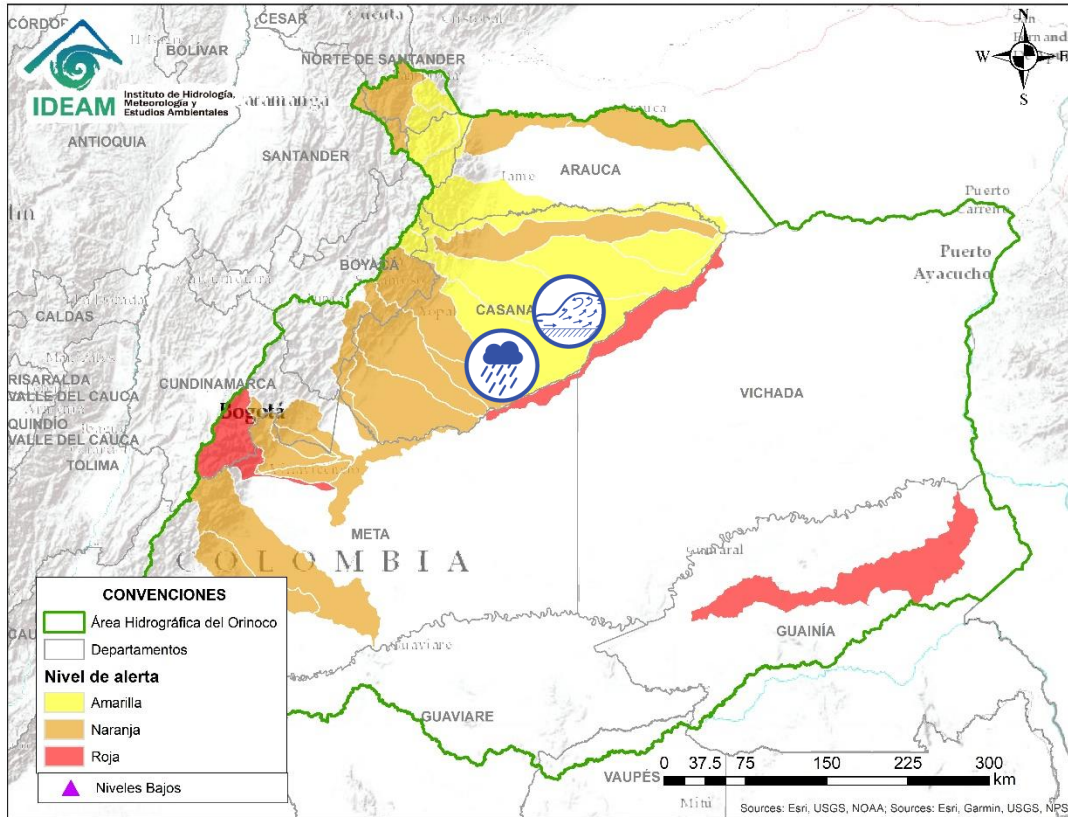 CESAR
BOLÍVAR
NORTE DE SANTANDER
IDEAM
Instituto de Hidrología,
Meteorología y
Estudios Ambientales
N
W
E
S
ANTIOQUIA
SANTANDER
ARAUCA
Tame
Puerto
Carreño
BOYACÁ
Puerto
Ayacucho
CALDAS
CASANA
RISARALDA
CUNDINAMARCA
VALLE DEL CAUCA
Bogotá
VICHADA
QUINDÍO
VALLE DEL CAUCA
TOLIMA
META
COLOMBIA
GUAINÍA
GUAVIARE
VAUPÉS
Mitú
CONVENCIONES
Área Hidrográfica del Orinoco
Departamentos
Nivel de alerta
Amarilla
Naranja
Roja
Niveles Bajos
0 37.5 75 150 225 300
km
Sources: Esri, USGS, NOAA; Sources: Esri, Garmin, USGS, NPS